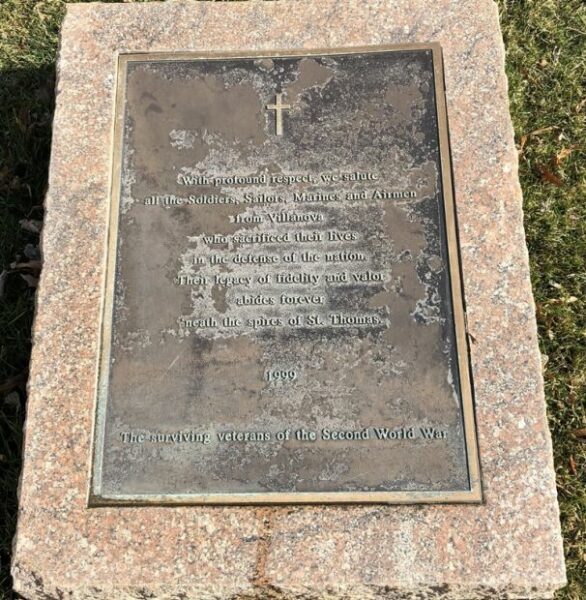 With profound respect, we salute
all the Soldiers, Sailors, Marines and Airmen
from Villanova
who sacrificed their lives
in the defense of the nation.
Their legacy of fidelity and valor
abides forever
'neath the spires of St. Thomas.
1999
The surviving veterans of the Second World War